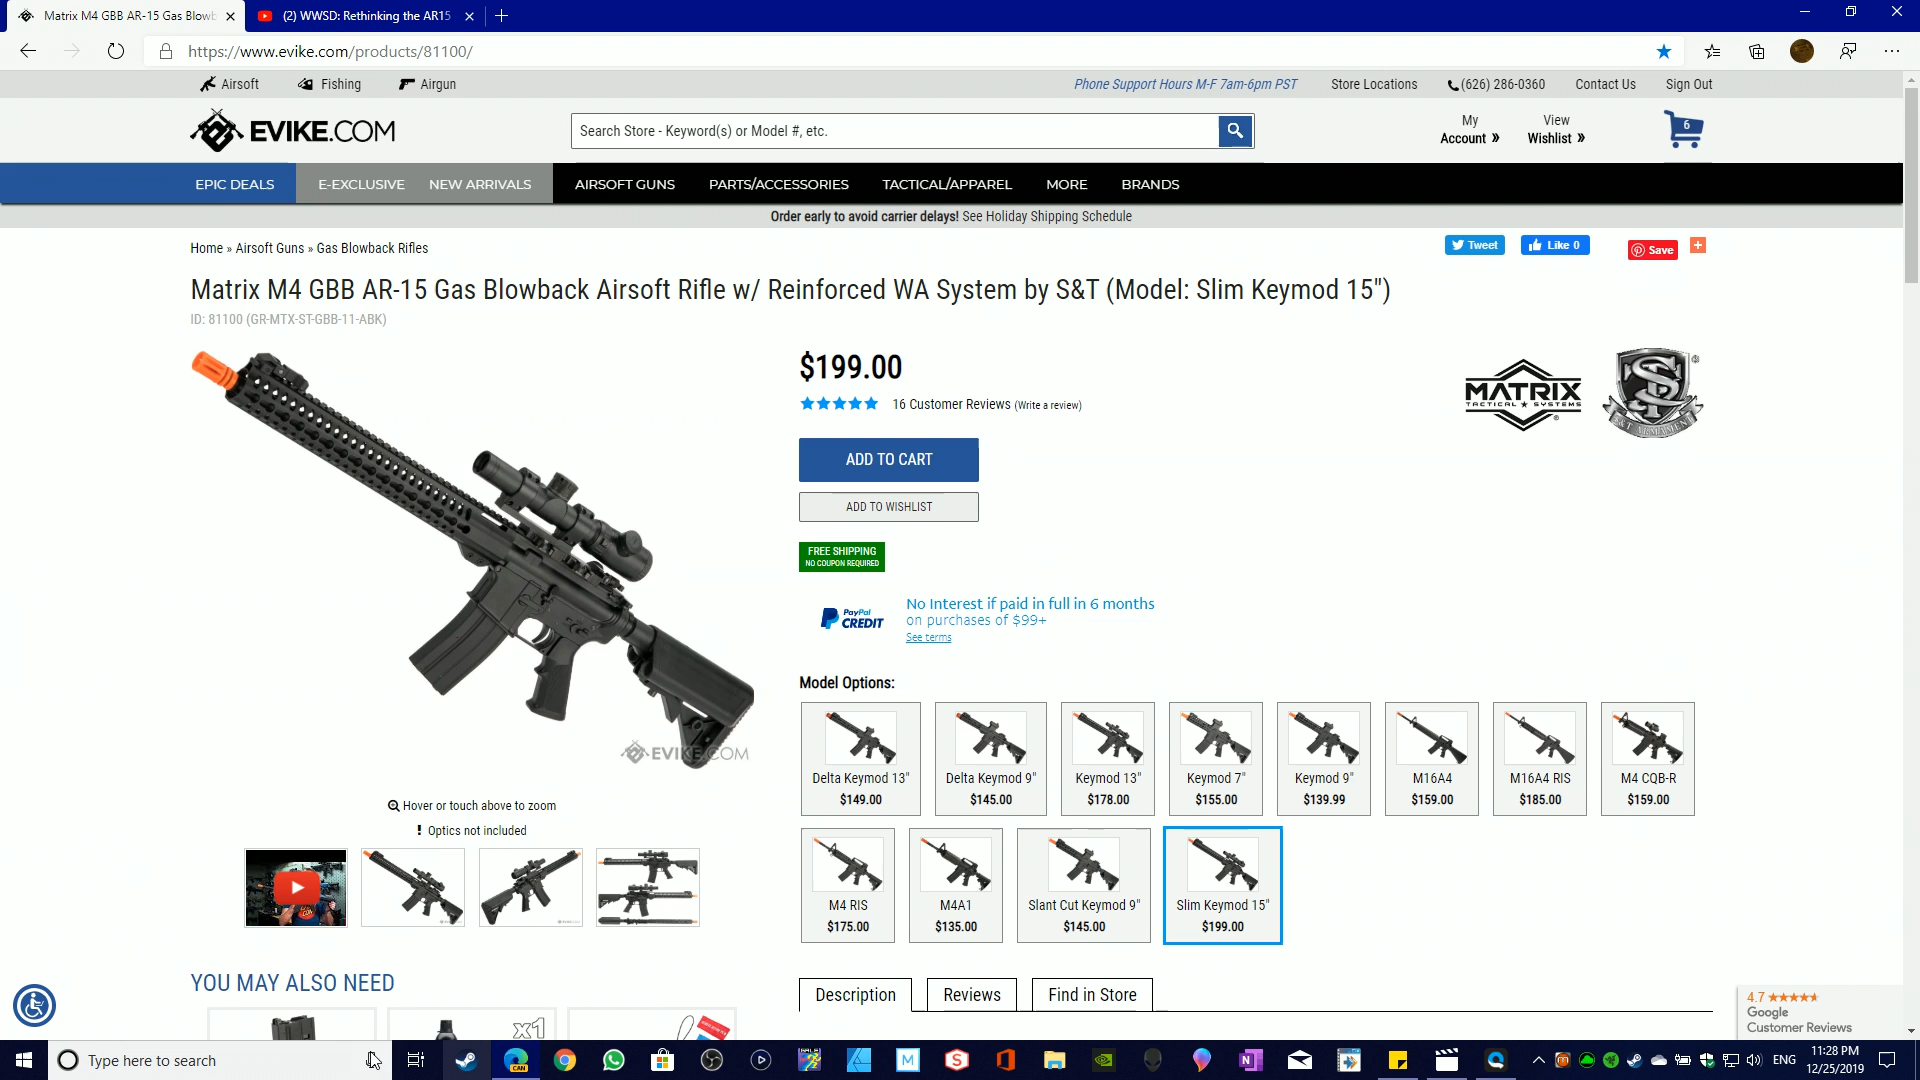 Matrix M4 GBB AR-15 Gas Blowb
(2) WWSD: Rethinking the AR15
https://www.evike.com/products/81100/
Airsoft
Fishing
Airgun
Phone Support Hours M-F 7am-6pm PST
Store Locations
(626) 286-0360
Contact Us
Sign Out
EVIKE.COM
Search Store - Keyword(s) or Model #, etc.
My
Account »
View
Wishlist »
6
EPIC DEALS
E-EXCLUSIVE
NEW ARRIVALS
AIRSOFT GUNS
PARTS/ACCESSORIES
TACTICAL/APPAREL
MORE
BRANDS
Order early to avoid carrier delays! See Holiday Shipping Schedule
Home » Airsoft Guns » Gas Blowback Rifles
Tweet
Like 0
Save
Matrix M4 GBB AR-15 Gas Blowback Airsoft Rifle w/ Reinforced WA System by S&T (Model: Slim Keymod 15")
ID: 81100 (GR-MTX-ST-GBB-11-ABK)
$199.00
16 Customer Reviews (Write a review)
MATRIX
TACTICAL ★ SYSTEMS
S&T ARMAMENT
ADD TO CART
ADD TO WISHLIST
FREE SHIPPING
NO COUPON REQUIRED
PayPal
CREDIT
No Interest if paid in full in 6 months
on purchases of $99+
See terms
EVIKE.COM
Model Options:
Delta Keymod 13"
$149.00
Delta Keymod 9"
$145.00
Keymod 13"
$178.00
Keymod 7"
$155.00
Keymod 9"
$139.99
M16A4
$159.00
M16A4 RIS
$185.00
M4 CQB-R
$159.00
Hover or touch above to zoom
! Optics not included
M4 RIS
$175.00
M4A1
$135.00
Slant Cut Keymod 9"
$145.00
Slim Keymod 15"
$199.00
YOU MAY ALSO NEED
x1
Description
Reviews
Find in Store
4.7
Google
Customer Reviews
Type here to search
CAN
ENG
11:28 PM
12/25/2019